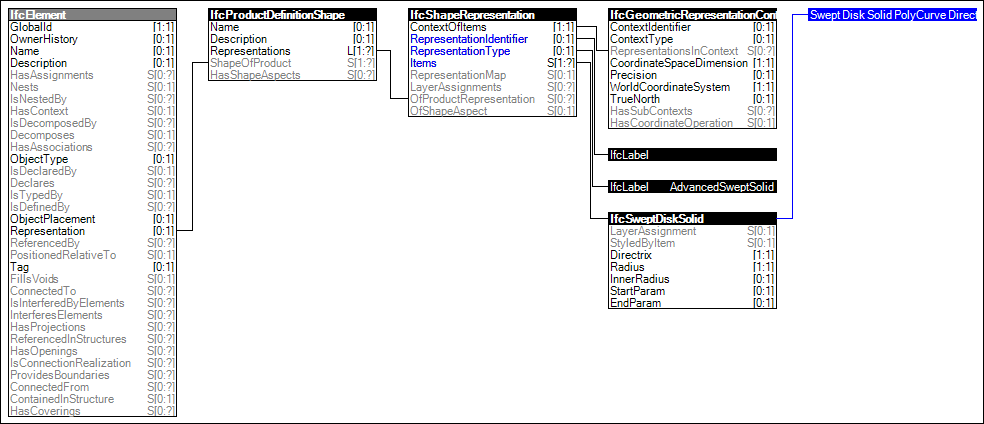 IfcElement
GlobalId [1:1]
OwnerHistory [0:1]
Name [0:1]
Description [0:1]
HasAssignments S[0:?]
Nests S[0:1]
IsNestedBy S[0:?]
HasContext S[0:1]
IsDecomposedBy S[0:?]
Decomposes S[0:1]
HasAssociations S[0:?]
ObjectType [0:1]
IsDeclaredBy S[0:1]
Declares S[0:?]
IsTypedBy S[0:1]
IsDefinedBy S[0:?]
ObjectPlacement [0:1]
Representation [0:1]
ReferencedBy S[0:?]
PositionedRelativeTo S[0:1]
Tag [0:1]
FillsVoids S[0:1]
ConnectedTo S[0:?]
IsInterferedByElements S[0:?]
InterferesElements S[0:?]
HasProjections S[0:?]
ReferencedInStructures S[0:?]
HasOpenings S[0:?]
IsConnectionRealization S[0:?]
ProvidesBoundaries S[0:?]
ConnectedFrom S[0:?]
ContainedInStructure S[0:1]
HasCoverings S[0:?]
IfcProductDefinitionShape
Name [0:1]
Description [0:1]
Representations L[1:?]
ShapeOfProduct S[1:?]
HasShapeAspects S[0:?]
IfcShapeRepresentation
ContextOfItems [1:1]
RepresentationIdentifier [0:1]
RepresentationType [0:1]
Items S[1:?]
RepresentationMap S[0:1]
LayerAssignments S[0:?]
OfProductRepresentation S[0:?]
OfShapeAspect S[0:1]
IfcGeometricRepresentationCont
ContextIdentifier [0:1]
ContextType [0:1]
RepresentationsInContext S[0:?]
CoordinateSpaceDimension [1:1]
Precision [0:1]
WorldCoordinateSystem [1:1]
TrueNorth [0:1]
HasSubContexts S[0:?]
HasCoordinateOperation S[0:1]
IfcLabel
IfcLabel AdvancedSweptSolid
IfcSweptDiskSolid
LayerAssignment S[0:1]
StyledByItem S[0:1]
Directrix [1:1]
Radius [1:1]
InnerRadius [0:1]
StartParam [0:1]
EndParam [0:1]
Swept Disk Solid PolyCurve Direct